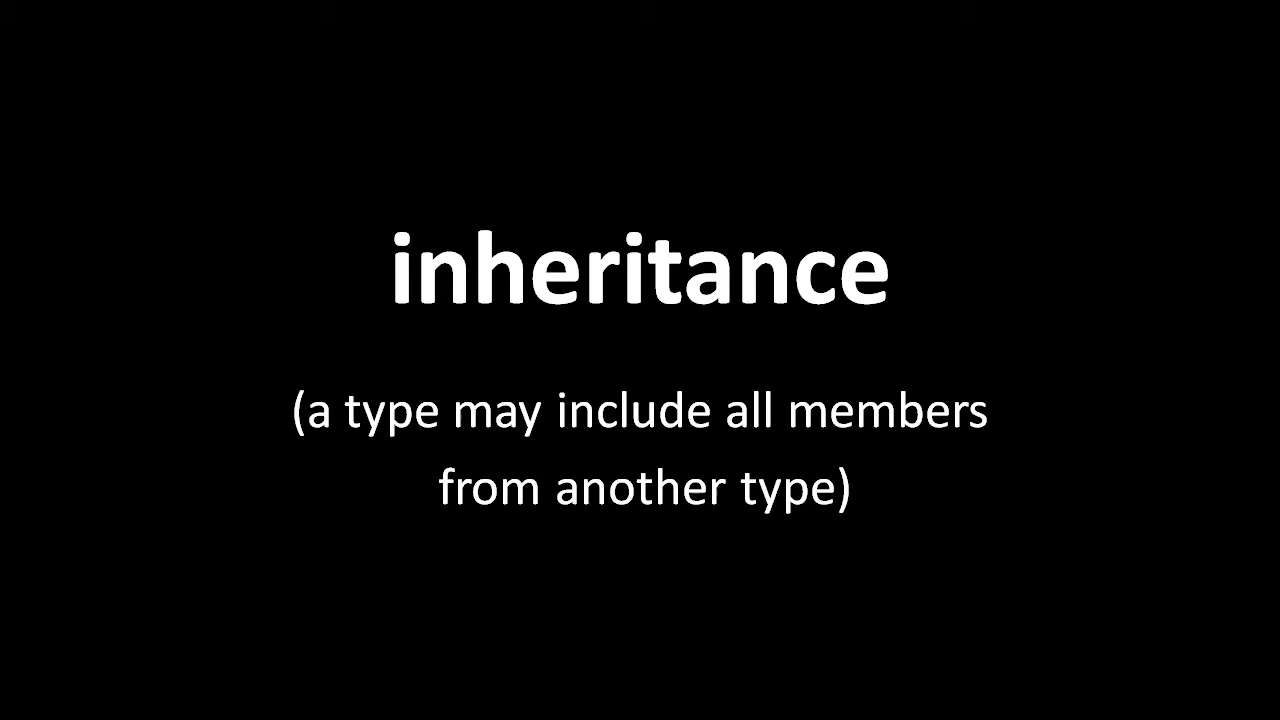 inheritance
(a type may include all members
from another type)